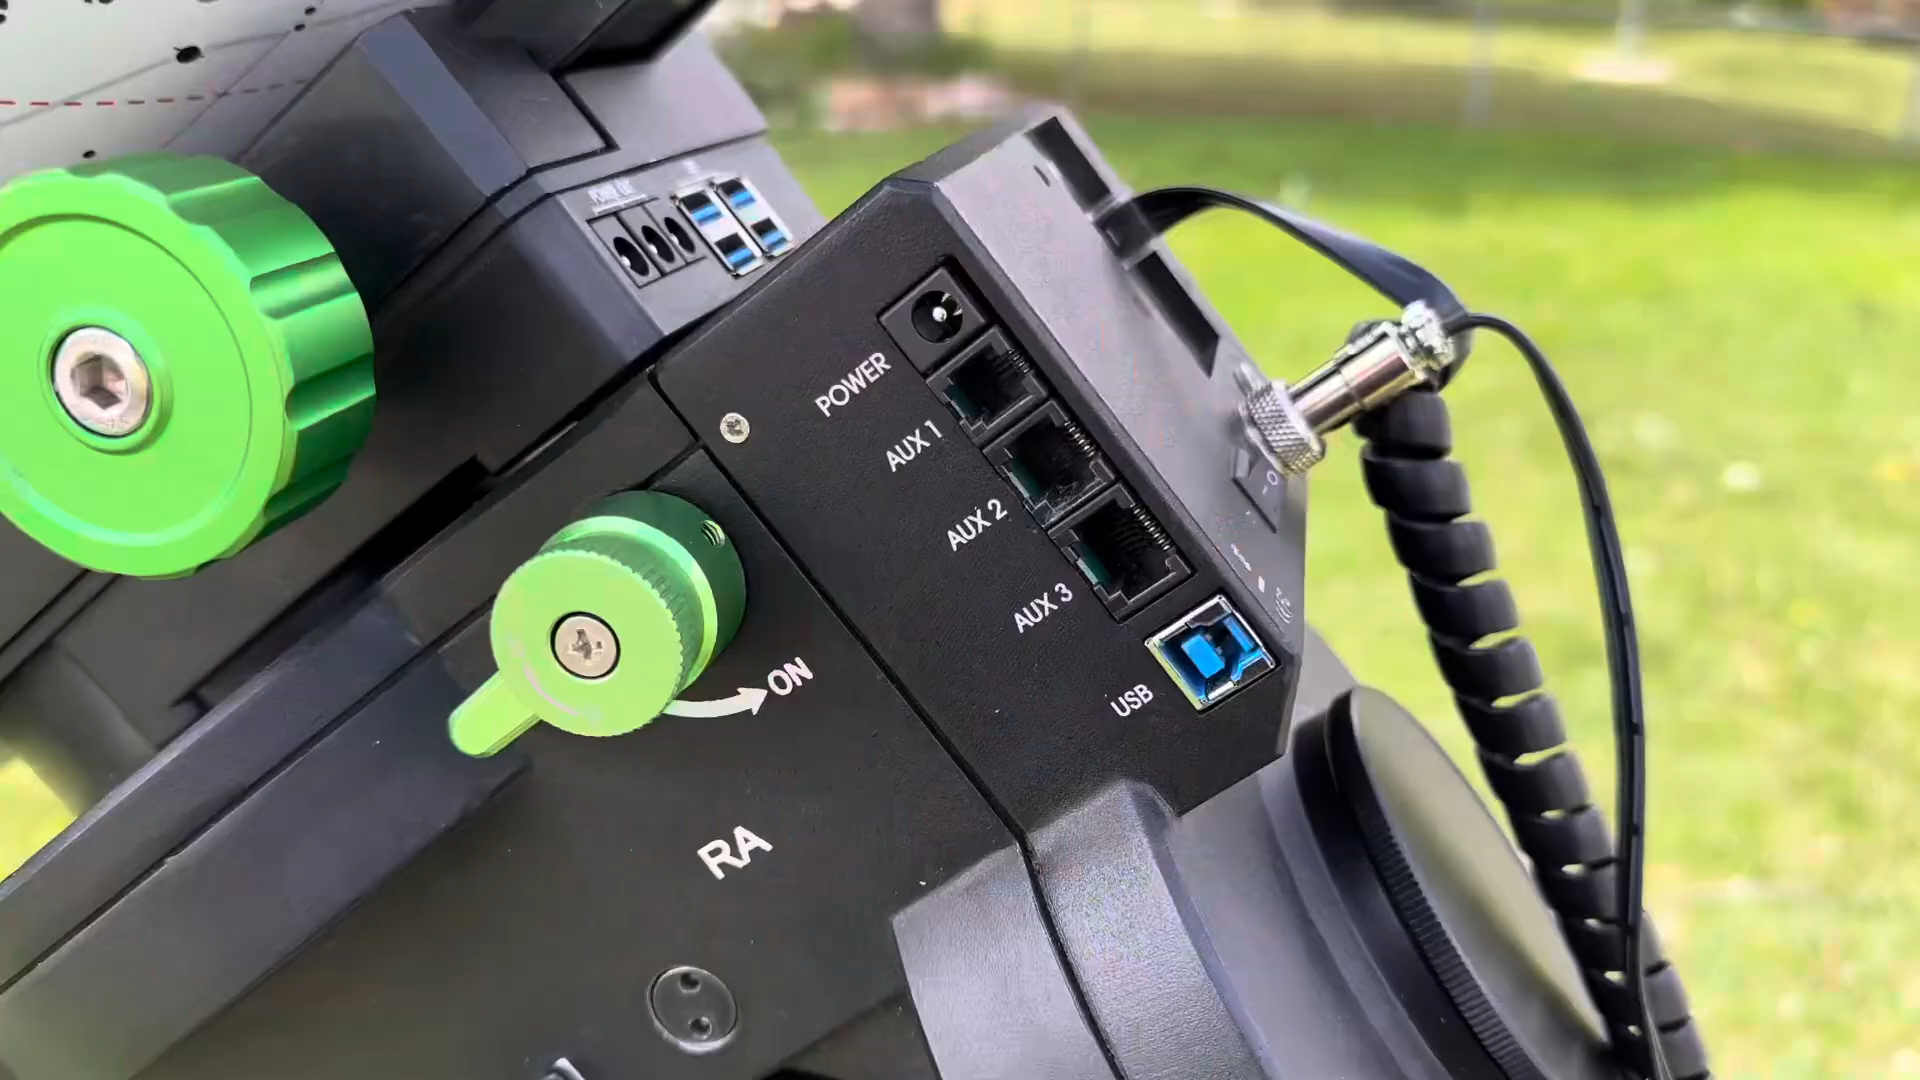 POWER
AUX 1
AUX 2
AUX 3
USB
ON
RA
- O